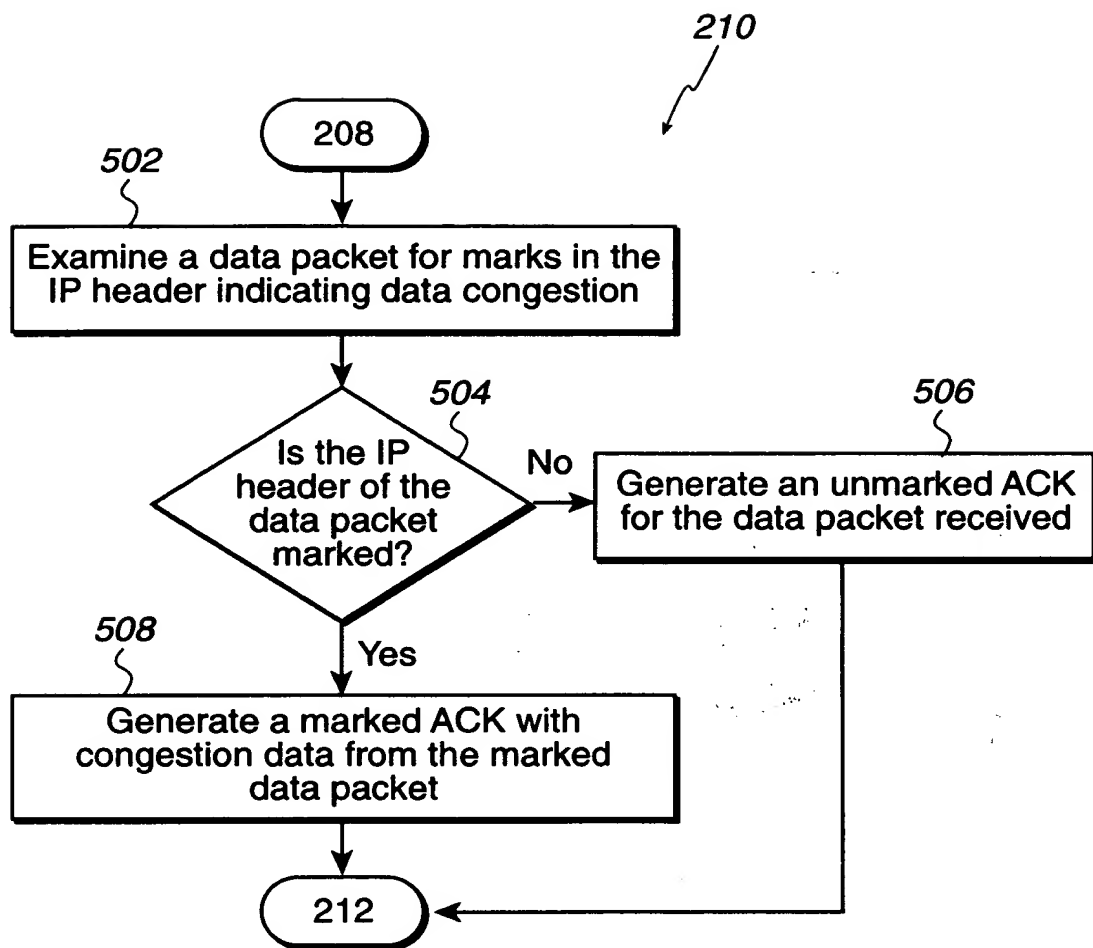 210
208
502
Examine a data packet for marks in the
IP header indicating data congestion
504
Is the IP
header of the
data packet
marked?
No
506
Generate an unmarked ACK
for the data packet received
508
Yes
Generate a marked ACK with
congestion data from the marked
data packet
212